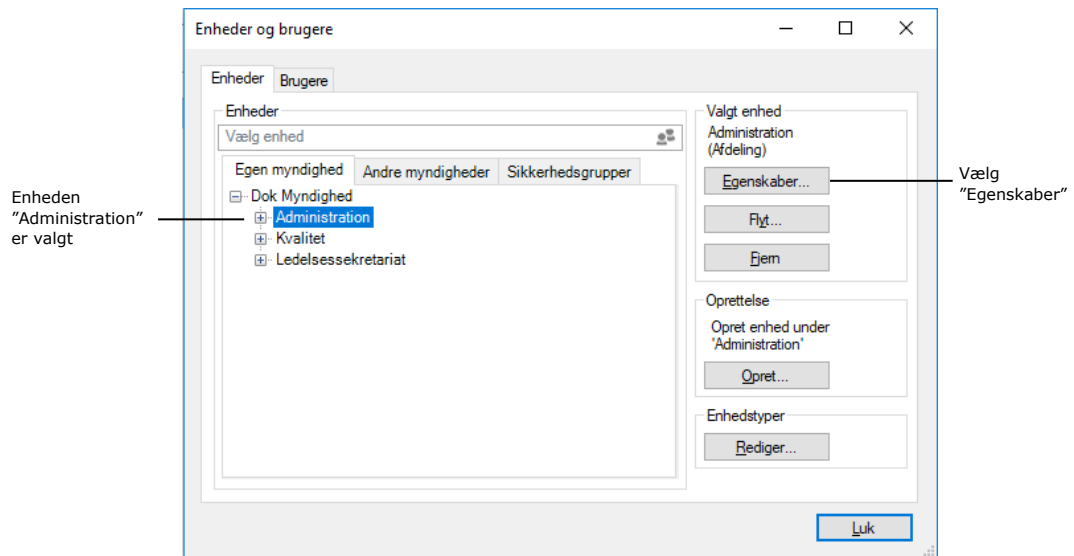 Enheder og brugere
Enheder
Brugere
Enheder
Vælg enhed
Egen myndighed
Andre myndigheder
Sikkerhedsgrupper
Dok Myndighed
Administration
Kvalitet
Ledelsessekretariat
Valgt enhed
Administration
(Afdeling)
Egenskaber...
Flyt...
Fjern
Oprettelse
Opret enhed under
'Administration'
Opret...
Enhedstyper
Rediger...
Luk
Enheden
”Administration”
er valgt
Vælg
”Egenskaber”